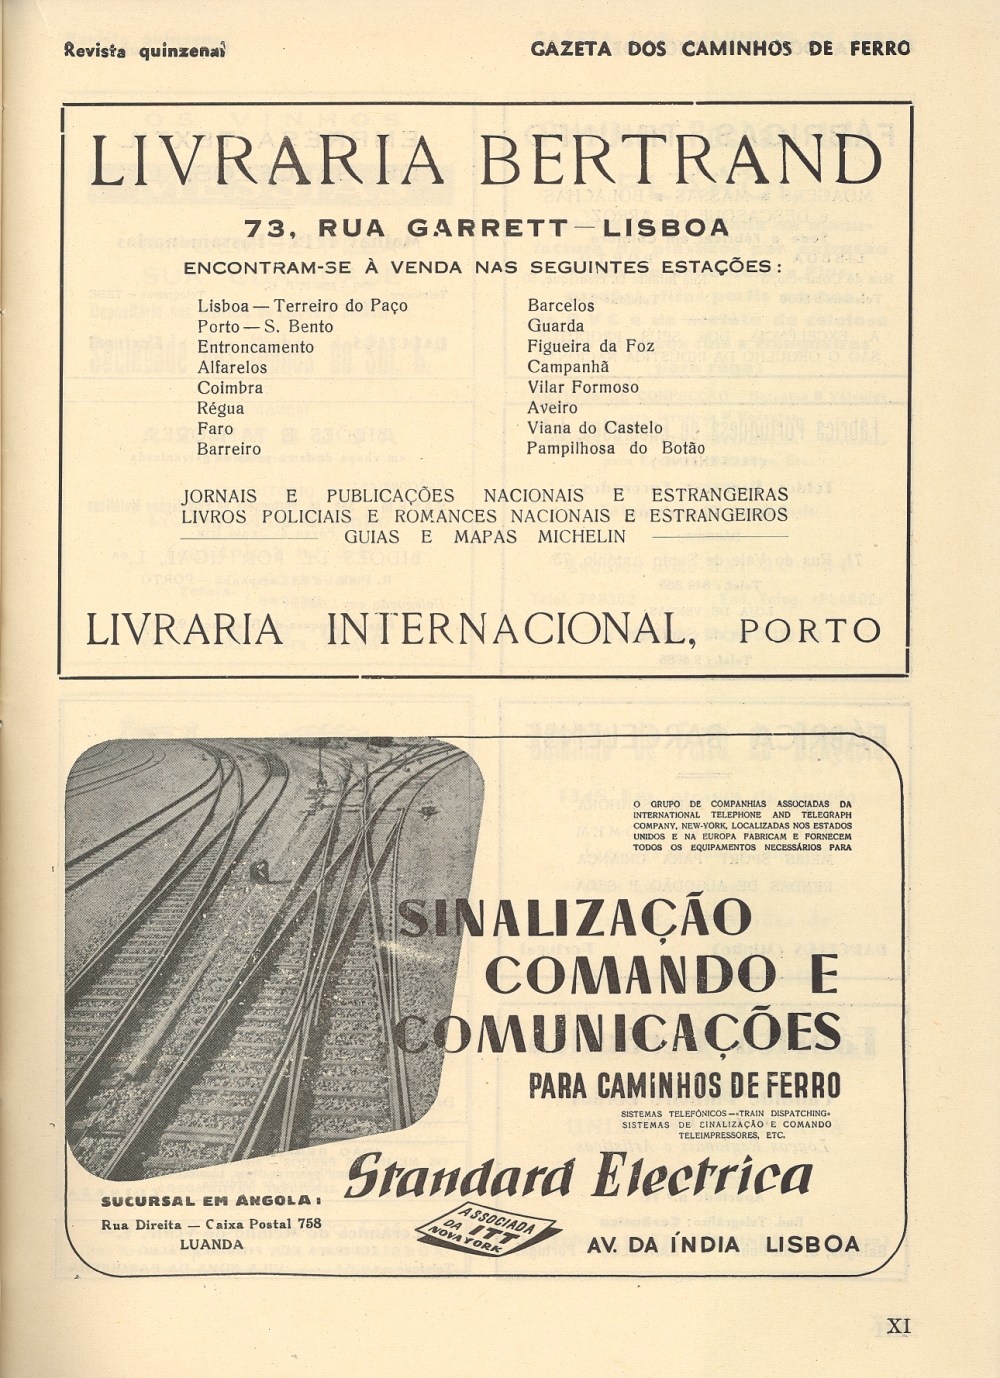 Revista quinzenal
GAZETA DOS CAMINHOS DE FERRO
LIVRARIA BERTRAND
73, RUA GARRETT — LISBOA
ENCONTRAM-SE À VENDA NAS SEGUINTES ESTAÇÕES:
Lisboa — Terreiro do Paço
Porto — S. Bento
Entroncamento
Alfarelos
Coimbra
Régua
Faro
Barreiro
Barcelos
Guarda
Figueira da Foz
Campanhã
Vilar Formoso
Aveiro
Viana do Castelo
Pampilhosa do Botão
JORNAIS E PUBLICAÇÕES NACIONAIS E ESTRANGEIRAS
LIVROS POLICIAIS E ROMANCES NACIONAIS E ESTRANGEIROS
GUIAS E MAPAS MICHELIN
LIVRARIA INTERNACIONAL, PORTO
O GRUPO DE COMPANHIAS ASSOCIADAS DA
INTERNATIONAL TELEPHONE AND TELEGRAPH
COMPANY, NEW-YORK, LOCALIZADAS NOS ESTADOS
UNIDOS E NA EUROPA FABRICAM E FORNECEM
TODOS OS EQUIPAMENTOS NECESSÁRIOS PARA
SINALIZAÇÃO
COMANDO E
COMUNICAÇÕES
PARA CAMINHOS DE FERRO
SISTEMAS TELEFÓNICOS — «TRAIN DISPATCHING»
SISTEMAS DE SINALIZAÇÃO E COMANDO
TELEIMPRESSORES, ETC.
Standard Electrica
SUCURSAL EM ANGOLA:
Rua Direita — Caixa Postal 758
LUANDA
ASSOCIADA
DA ITT
NOVA YORK
AV. DA ÍNDIA LISBOA
XI